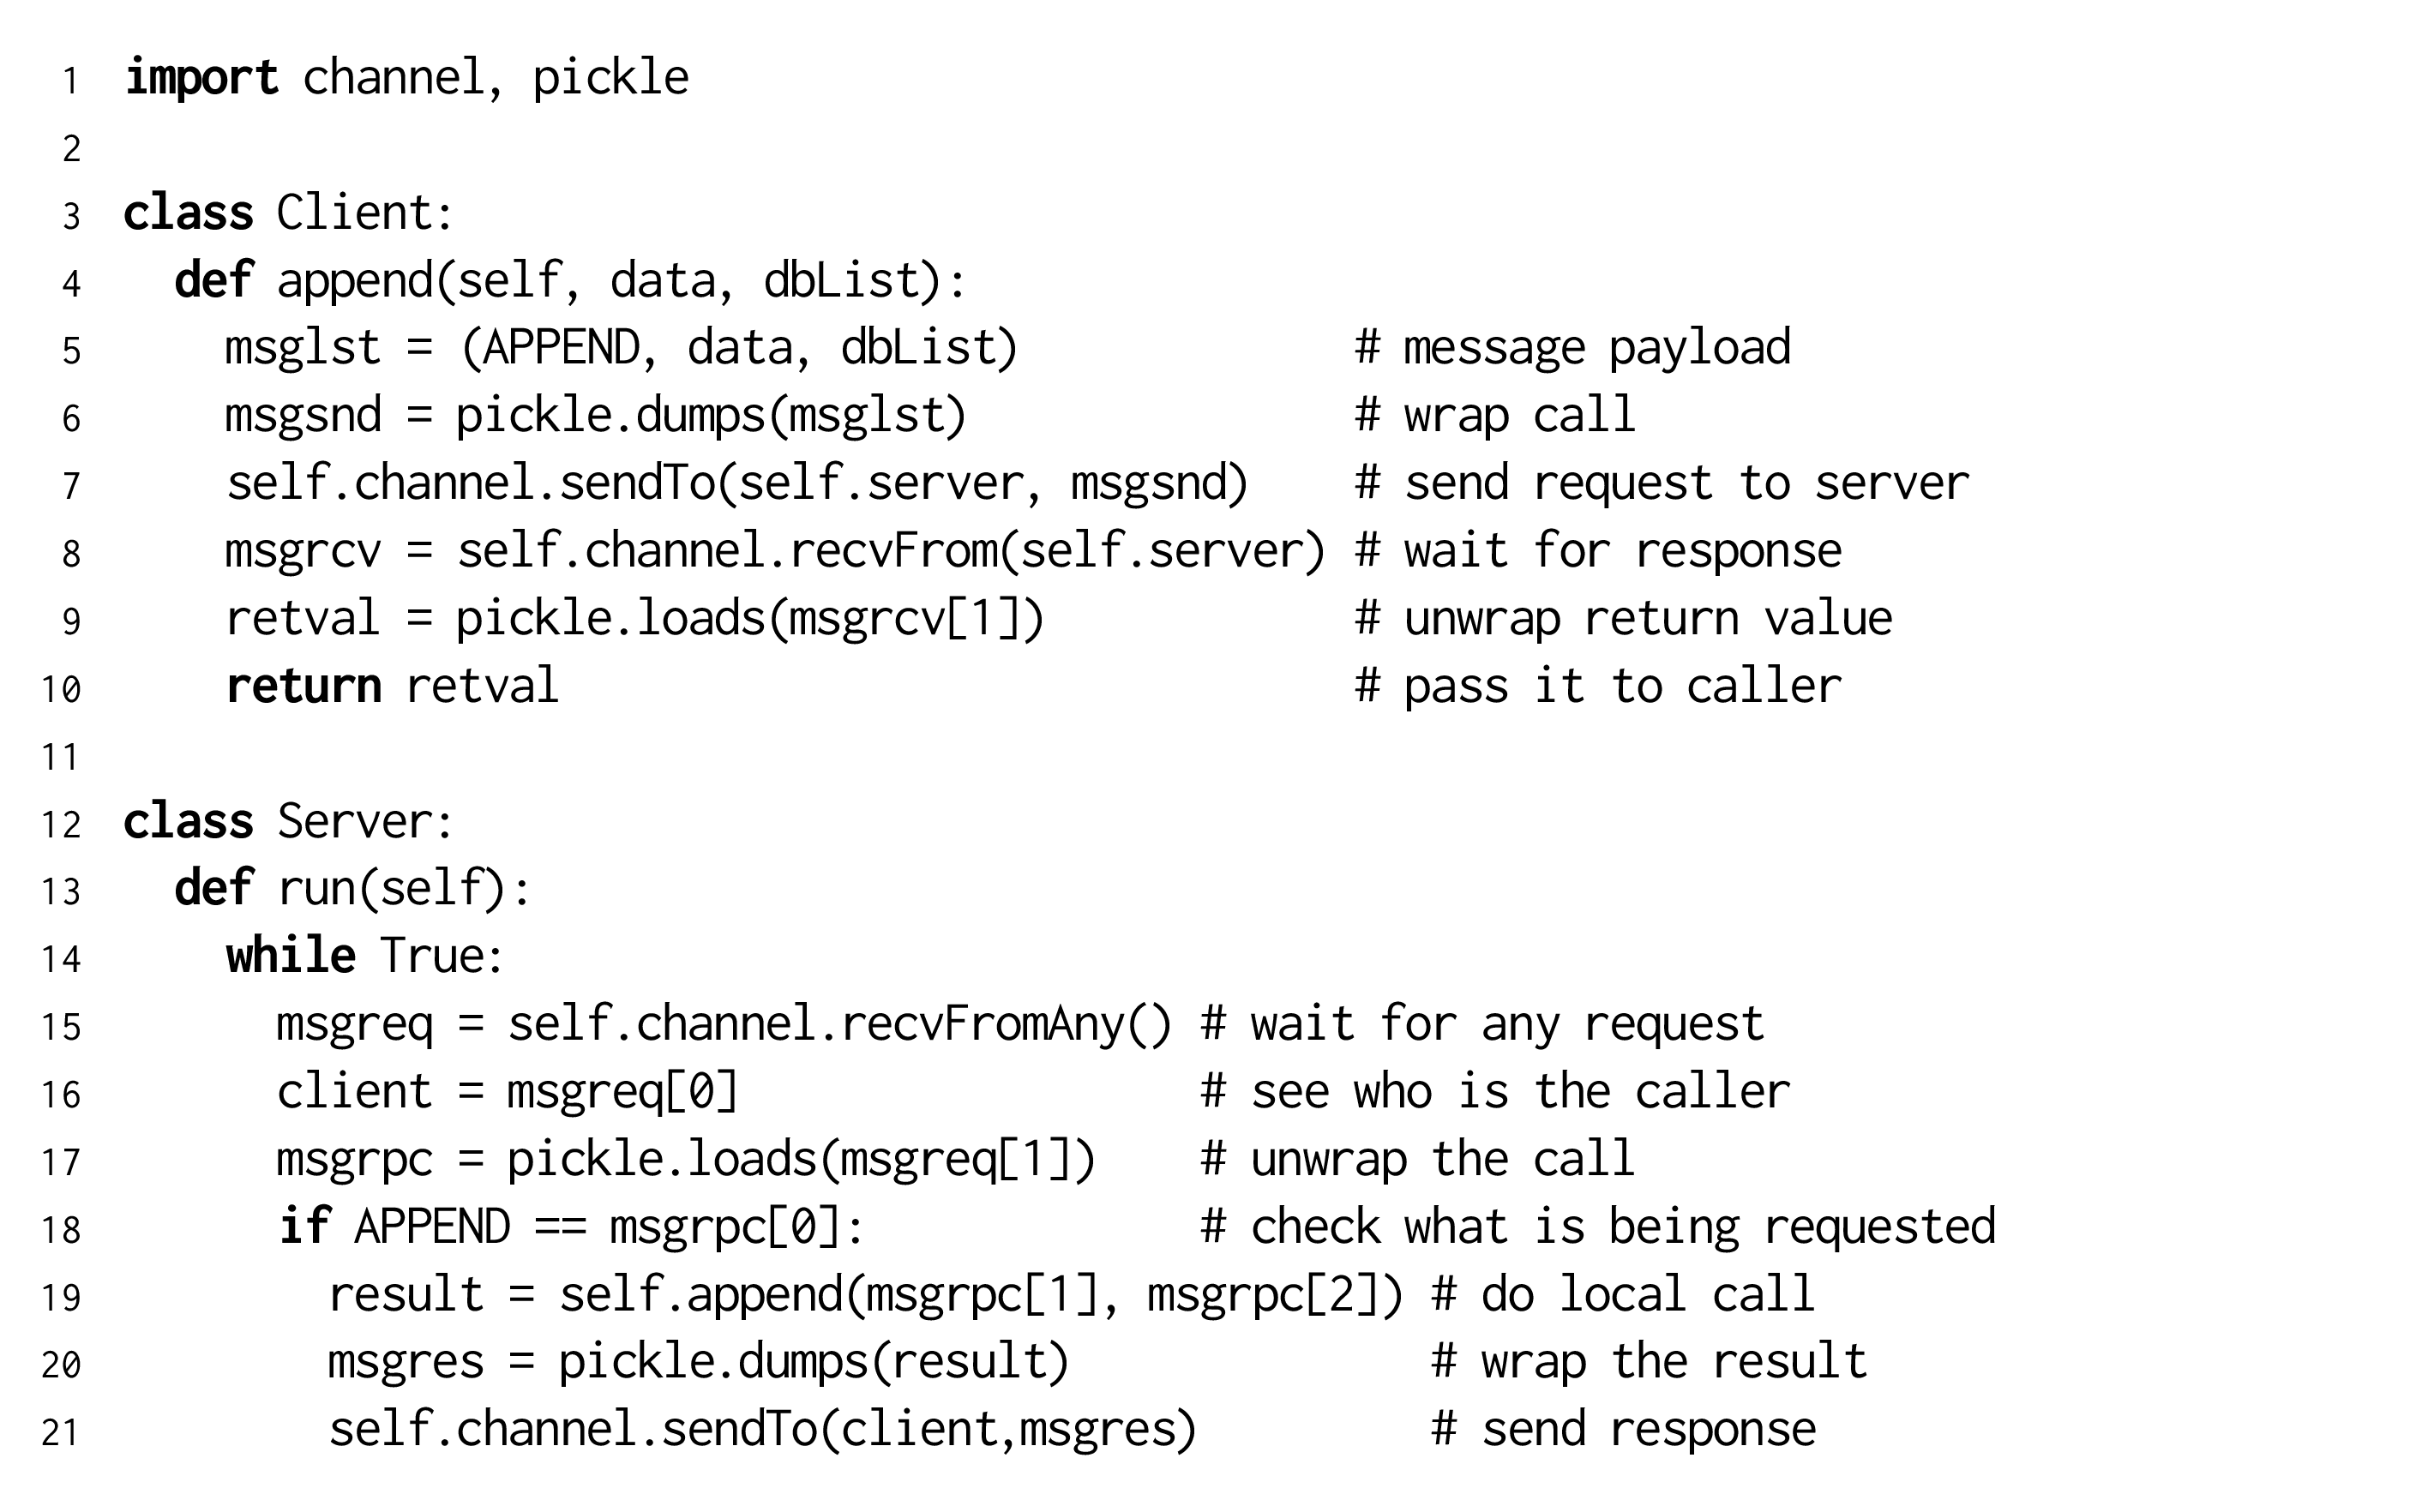 1 import channel, pickle
2
3 class Client:
4   def append(self, data, dbList):
5     msglst = (APPEND, data, dbList)             # message payload
6     msgsnd = pickle.dumps(msglst)               # wrap call
7     self.channel.sendTo(self.server, msgsnd)    # send request to server
8     msgrcv = self.channel.recvFrom(self.server) # wait for response
9     retval = pickle.loads(msgrcv[1])            # unwrap return value
10     return retval                               # pass it to caller
11
12 class Server:
13   def run(self):
14     while True:
15       msgreq = self.channel.recvFromAny() # wait for any request
16       client = msgreq[0]                  # see who is the caller
17       msgrpc = pickle.loads(msgreq[1])    # unwrap the call
18       if APPEND == msgrpc[0]:             # check what is being requested
19         result = self.append(msgrpc[1], msgrpc[2]) # do local call
20         msgres = pickle.dumps(result)              # wrap the result
21         self.channel.sendTo(client,msgres)         # send response